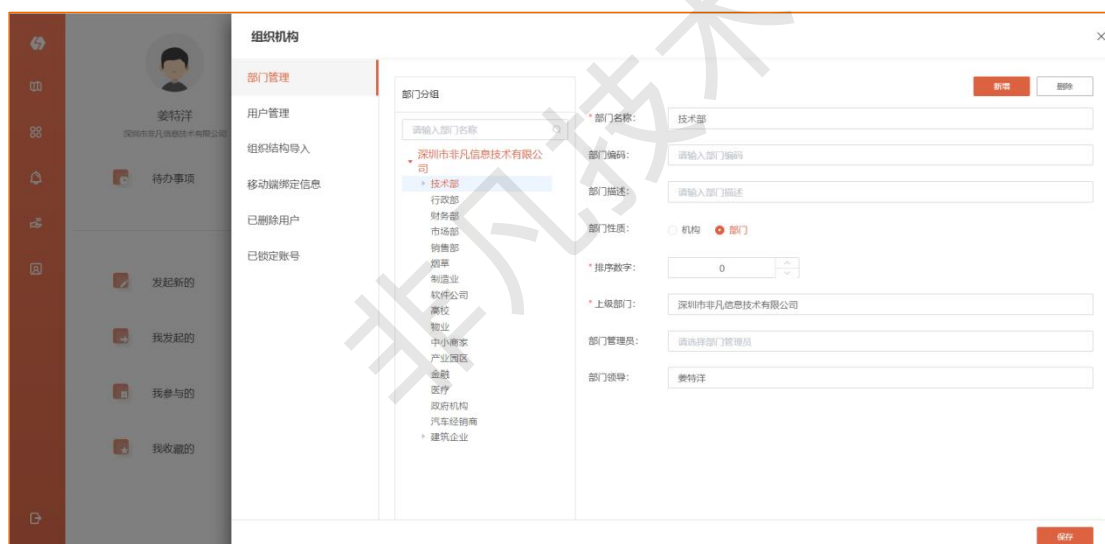 组织机构
姜特洋
深圳市非凡信息技术有限公司
待办事项
发起新的
我发起的
我参与的
我收藏的
部门管理
用户管理
组织结构导入
移动端绑定信息
已删除用户
已锁定账号
部门分组
请输入部门名称
深圳市非凡信息技术有限公
司
技术部
行政部
财务部
市场部
销售部
烟草
制造业
软件公司
高校
物业
中小商家
产业园区
金融
医疗
政府机构
汽车经销商
建筑企业
新增 删除
*部门名称: 技术部
部门编码: 请输入部门编码
部门描述: 请输入部门描述
部门性质: 机构 部门
*排序数字: 0
*上级部门: 深圳市非凡信息技术有限公司
部门管理员: 请选择部门管理员
部门领导: 姜特洋
保存
非凡技术